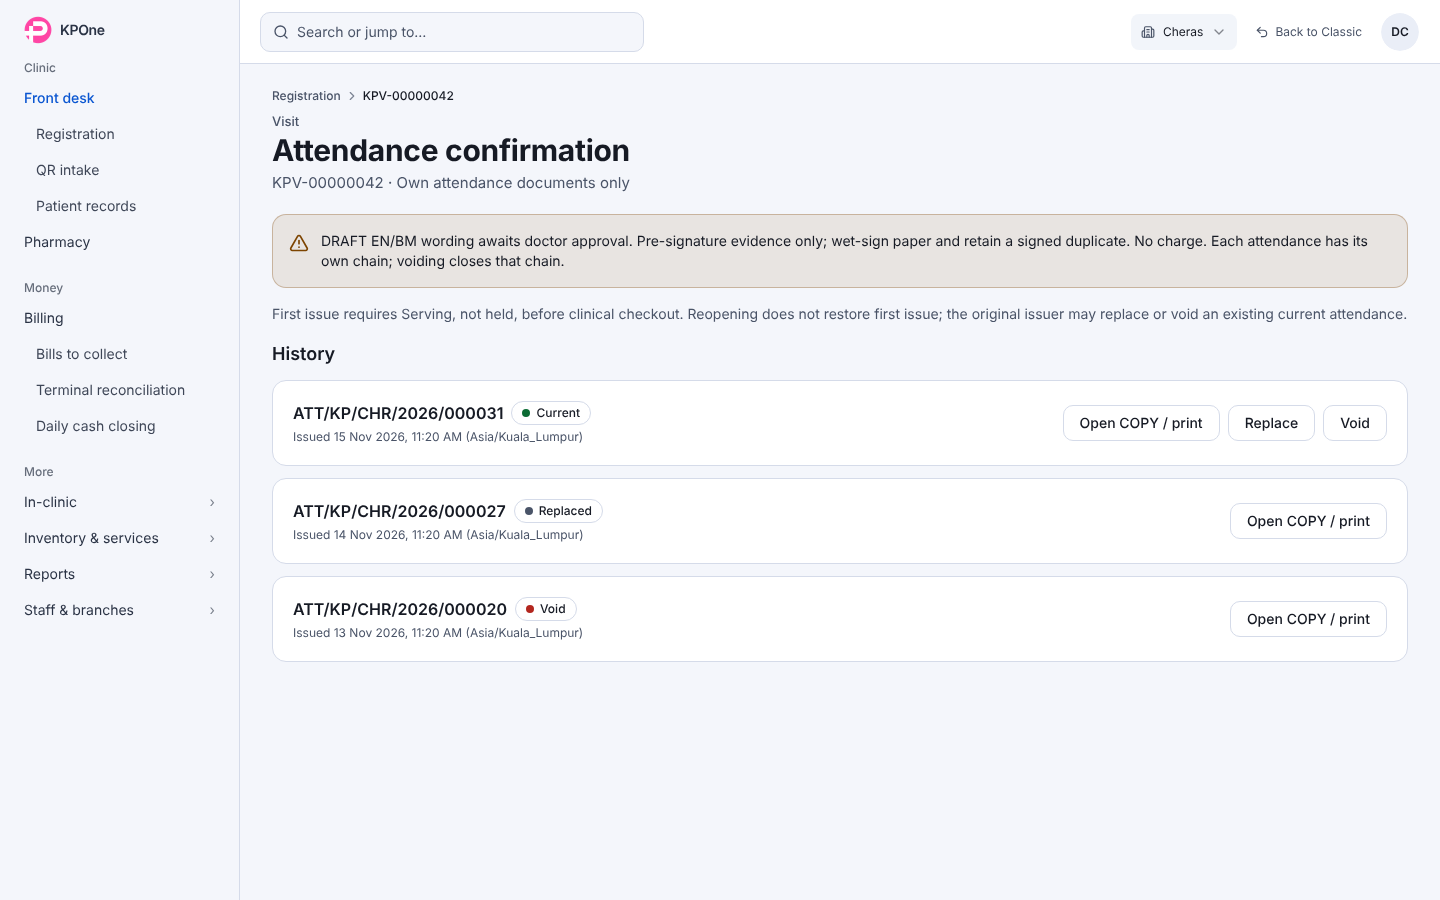 KPOne
Clinic
Front desk
Registration
QR intake
Patient records
Pharmacy
Money
Billing
Bills to collect
Terminal reconciliation
Daily cash closing
More
In-clinic
Inventory & services
Reports
Staff & branches
Search or jump to...
Cheras
Back to Classic
DC
Registration > KPV-00000042
Visit
Attendance confirmation
KPV-00000042 · Own attendance documents only
DRAFT EN/BM wording awaits doctor approval. Pre-signature evidence only; wet-sign paper and retain a signed duplicate. No charge. Each attendance has its
own chain; voiding closes that chain.
First issue requires Serving, not held, before clinical checkout. Reopening does not restore first issue; the original issuer may replace or void an existing current attendance.
History
ATT/KP/CHR/2026/000031 Current
Issued 15 Nov 2026, 11:20 AM (Asia/Kuala_Lumpur)
Open COPY / print Replace Void
ATT/KP/CHR/2026/000027 Replaced
Issued 14 Nov 2026, 11:20 AM (Asia/Kuala_Lumpur)
Open COPY / print
ATT/KP/CHR/2026/000020 Void
Issued 13 Nov 2026, 11:20 AM (Asia/Kuala_Lumpur)
Open COPY / print